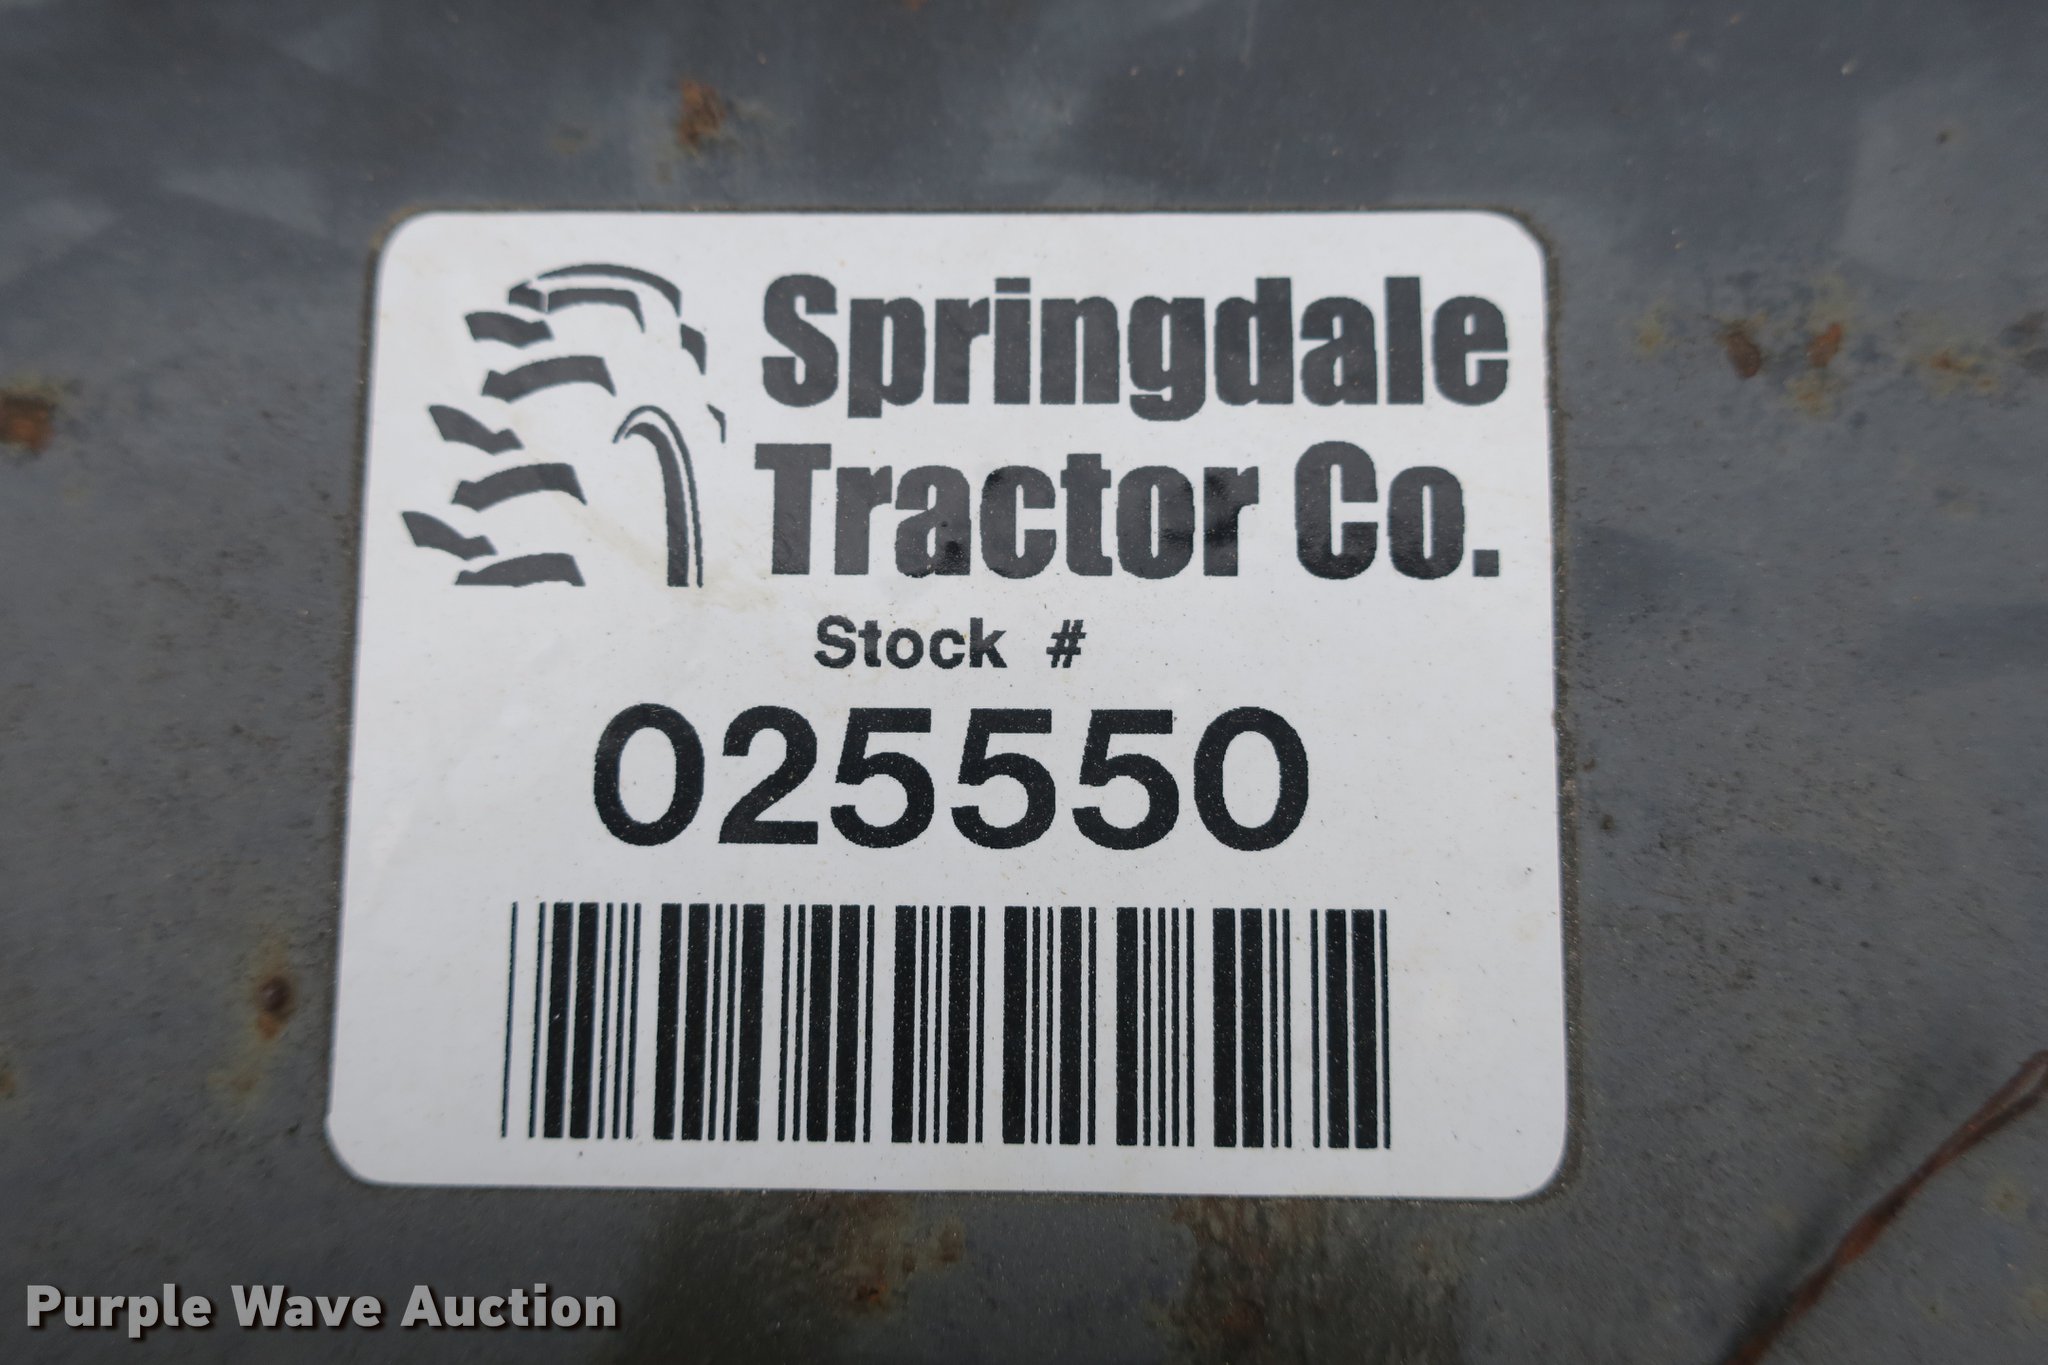 Springdale
Tractor Co.
Stock #
025550
Purple Wave Auction